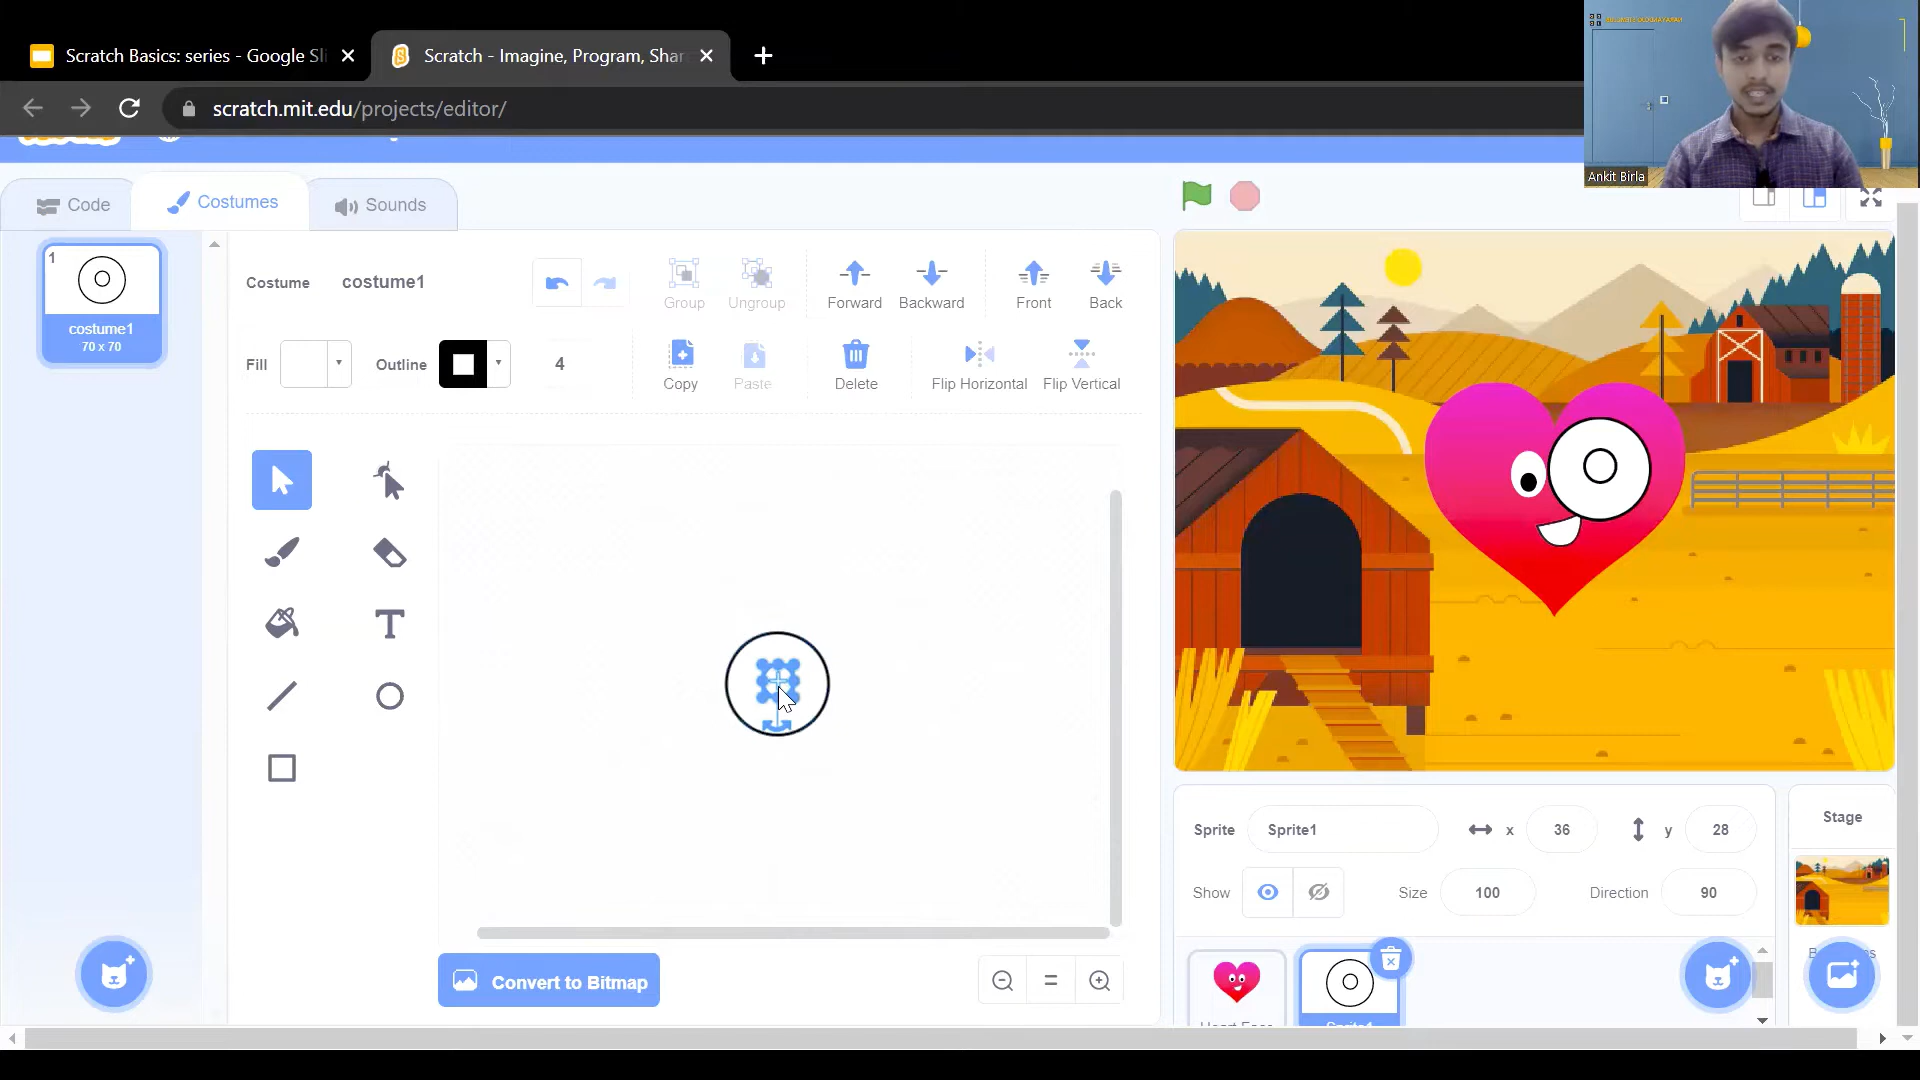 Scratch Basics: series - Google Sli
Scratch - Imagine, Program, Shar
scratch.mit.edu/projects/editor/
Ankit Birla
Code
Costumes
Sounds
1
costume1
70 x 70
Costume
costume1
Group
Ungroup
Forward
Backward
Front
Back
Fill
Outline
4
Copy
Paste
Delete
Flip Horizontal
Flip Vertical
Convert to Bitmap
Sprite
Sprite1
x
36
y
28
Show
Size
100
Direction
90
Stage